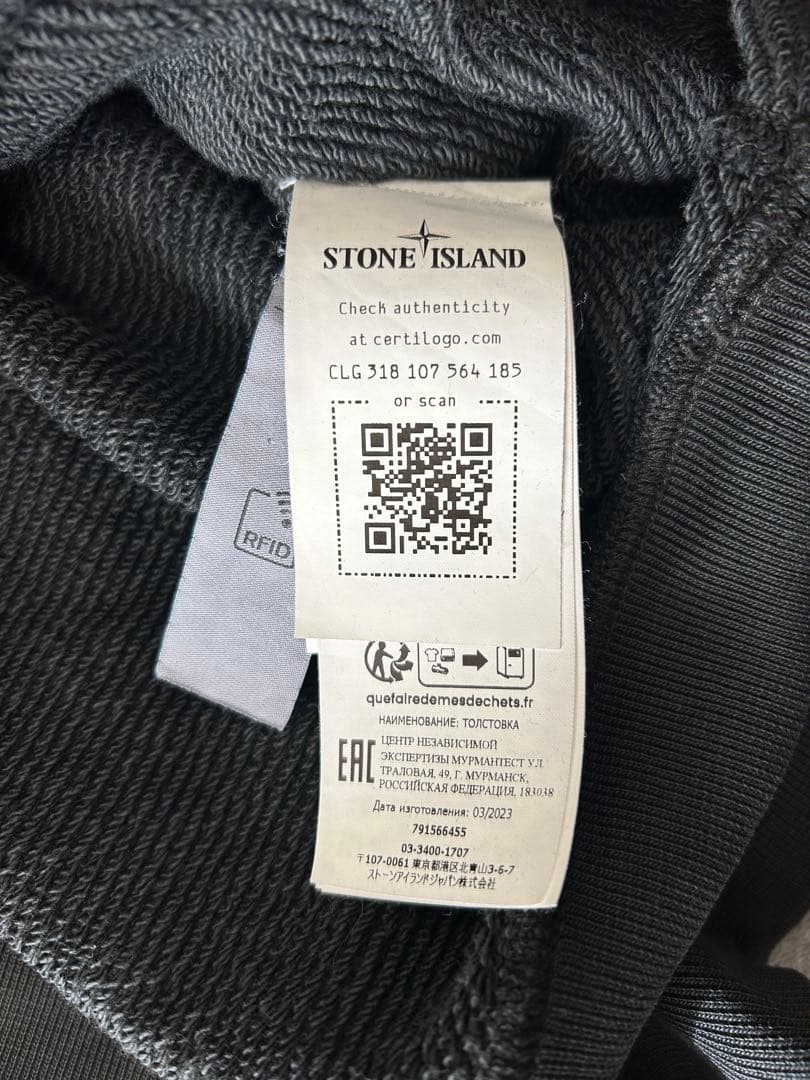 STONE ISLAND
Check authenticity
at certilogo.com
CLG 318 107 564 185
or scan
RFID
quefairedemesdechets.fr
НАИМЕНОВАНИЕ: ТОЛСТОВКА
EAC
ЦЕНТР НЕЗАВИСИМОЙ
ЭКСПЕРТИЗЫ МУРМАНТЕСТ УЛ.
ТРАЛОВАЯ, 49, Г. МУРМАНСК,
РОССИЙСКАЯ ФЕДЕРАЦИЯ, 183038
Дата изготовления: 03/2023
791566455
03-3400-1707
〒107-0061 東京都港区北青山3-6-7
ストーンアイランドジャパン株式会社